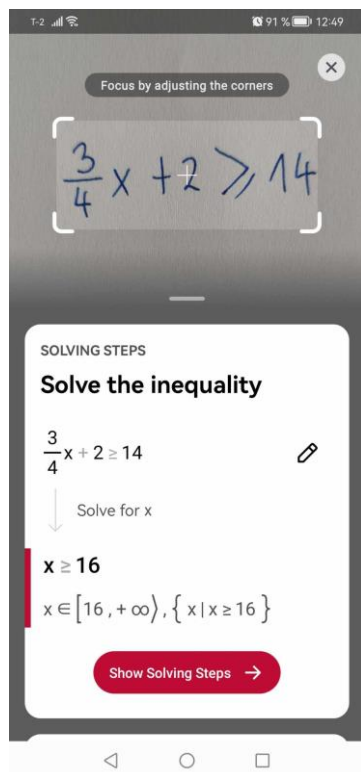 T-2 91 % 12:49
Focus by adjusting the corners
3/4 x + 2 ≥ 14
SOLVING STEPS
Solve the inequality
3/4 x + 2 ≥ 14
Solve for x
x ≥ 16
x ∈ [16 , + ∞⟩ , { x | x ≥ 16 }
Show Solving Steps →